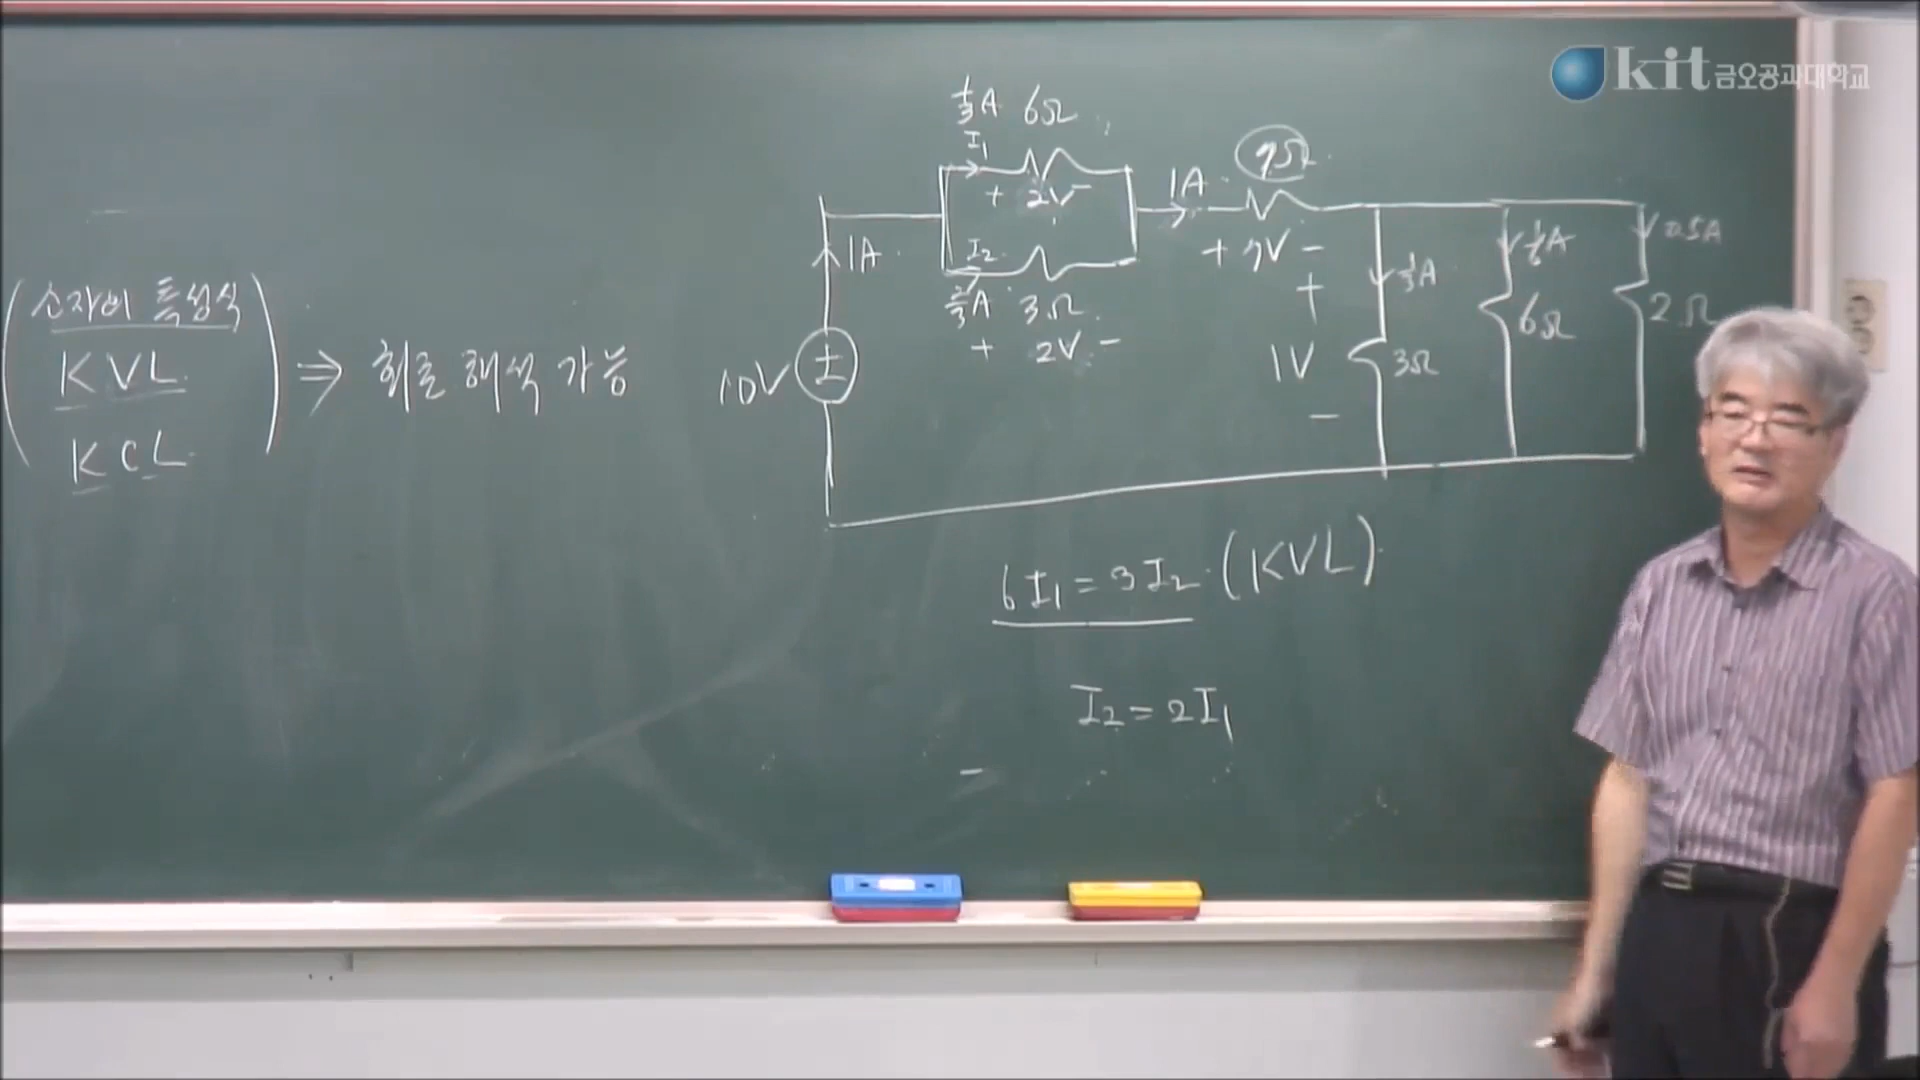 kit 금오공과대학교
소자의 특성식
KVL
KCL
⇒ 회로 해석 가능
10V
1A
1/3A 6Ω
I₁
+ 2V -
I₂
2/3A 3Ω
+ 2V -
1A
9Ω
+ 7V -
+
1V
-
1/3A
3Ω
1/6A
6Ω
0.5A
2Ω
6I₁ = 3I₂ (KVL)
I₂ = 2I₁